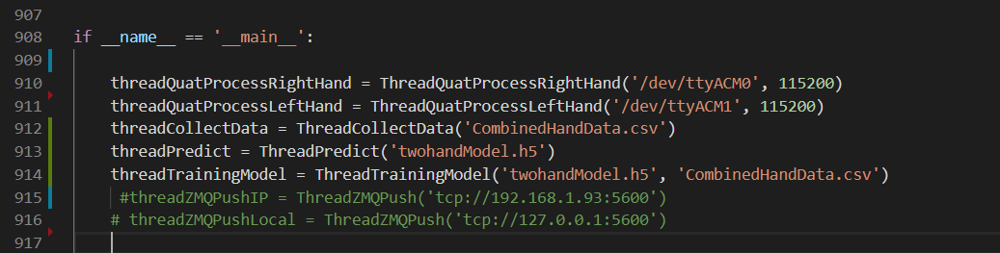 907
908 if __name__ == '__main__':
909
910 threadQuatProcessRightHand = ThreadQuatProcessRightHand('/dev/ttyACM0', 115200)
911 threadQuatProcessLeftHand = ThreadQuatProcessLeftHand('/dev/ttyACM1', 115200)
912 threadCollectData = ThreadCollectData('CombinedHandData.csv')
913 threadPredict = ThreadPredict('twohandModel.h5')
914 threadTrainingModel = ThreadTrainingModel('twohandModel.h5', 'CombinedHandData.csv')
915 #threadZMQPushIP = ThreadZMQPush('tcp://192.168.1.93:5600')
916 # threadZMQPushLocal = ThreadZMQPush('tcp://127.0.0.1:5600')
917